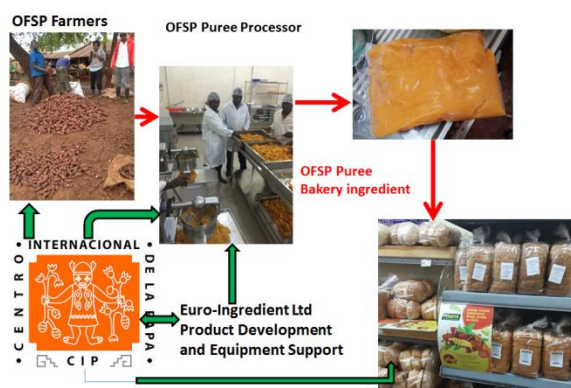 OFSP Farmers
OFSP Puree Processor
OFSP Puree
Bakery ingredient
• CENTRO •
INTERNACIONAL
• DE LA PAPA •
CIP
Euro-Ingredient Ltd
Product Development
and Equipment Support